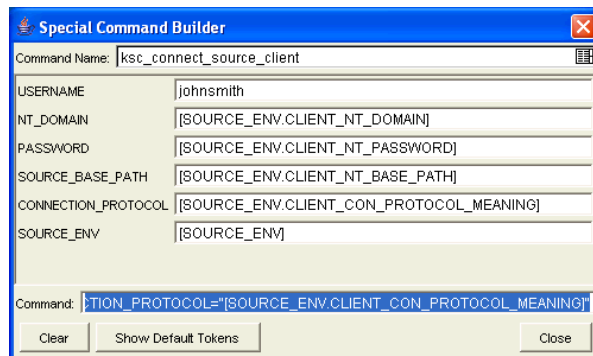 Special Command Builder
Command Name: ksc_connect_source_client
USERNAME johnsmith
NT_DOMAIN [SOURCE_ENV.CLIENT_NT_DOMAIN]
PASSWORD [SOURCE_ENV.CLIENT_NT_PASSWORD]
SOURCE_BASE_PATH [SOURCE_ENV.CLIENT_NT_BASE_PATH]
CONNECTION_PROTOCOL [SOURCE_ENV.CLIENT_CON_PROTOCOL_MEANING]
SOURCE_ENV [SOURCE_ENV]
Command: CTION_PROTOCOL="[SOURCE_ENV.CLIENT_CON_PROTOCOL_MEANING]"
Clear Show Default Tokens Close